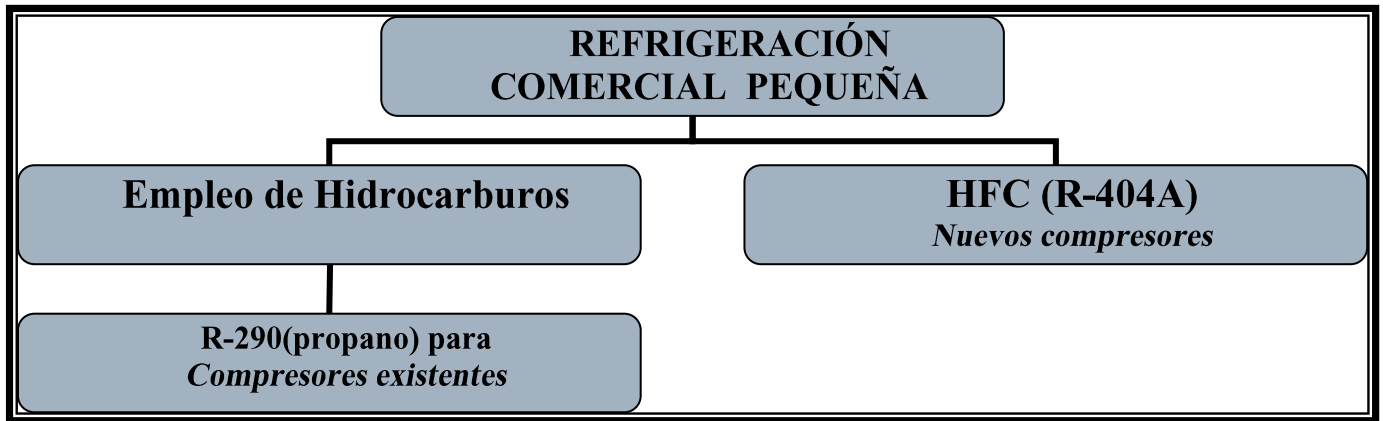 REFRIGERACIÓN
COMERCIAL PEQUEÑA
Empleo de Hidrocarburos
HFC (R-404A)
Nuevos compresores
R-290(propano) para
Compresores existentes